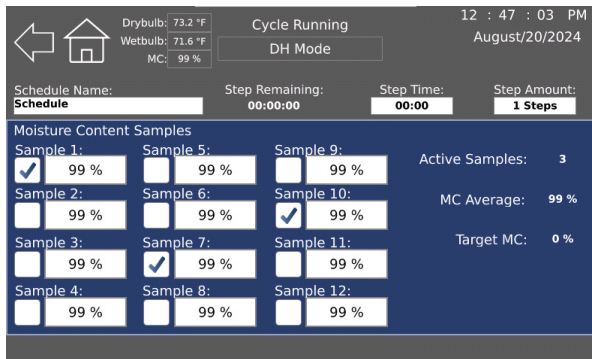 Drybulb: 73.2 °F
Wetbulb: 71.6 °F
MC: 99 %
Cycle Running
DH Mode
12 : 47 : 03 PM
August/20/2024
Schedule Name:
Schedule
Step Remaining:
00:00:00
Step Time:
00:00
Step Amount:
1 Steps
Moisture Content Samples
Sample 1: Sample 5: Sample 9:
99 % 99 % 99 %
Sample 2: Sample 6: Sample 10:
99 % 99 % 99 %
Sample 3: Sample 7: Sample 11:
99 % 99 % 99 %
Sample 4: Sample 8: Sample 12:
99 % 99 % 99 %
Active Samples: 3
MC Average: 99 %
Target MC: 0 %